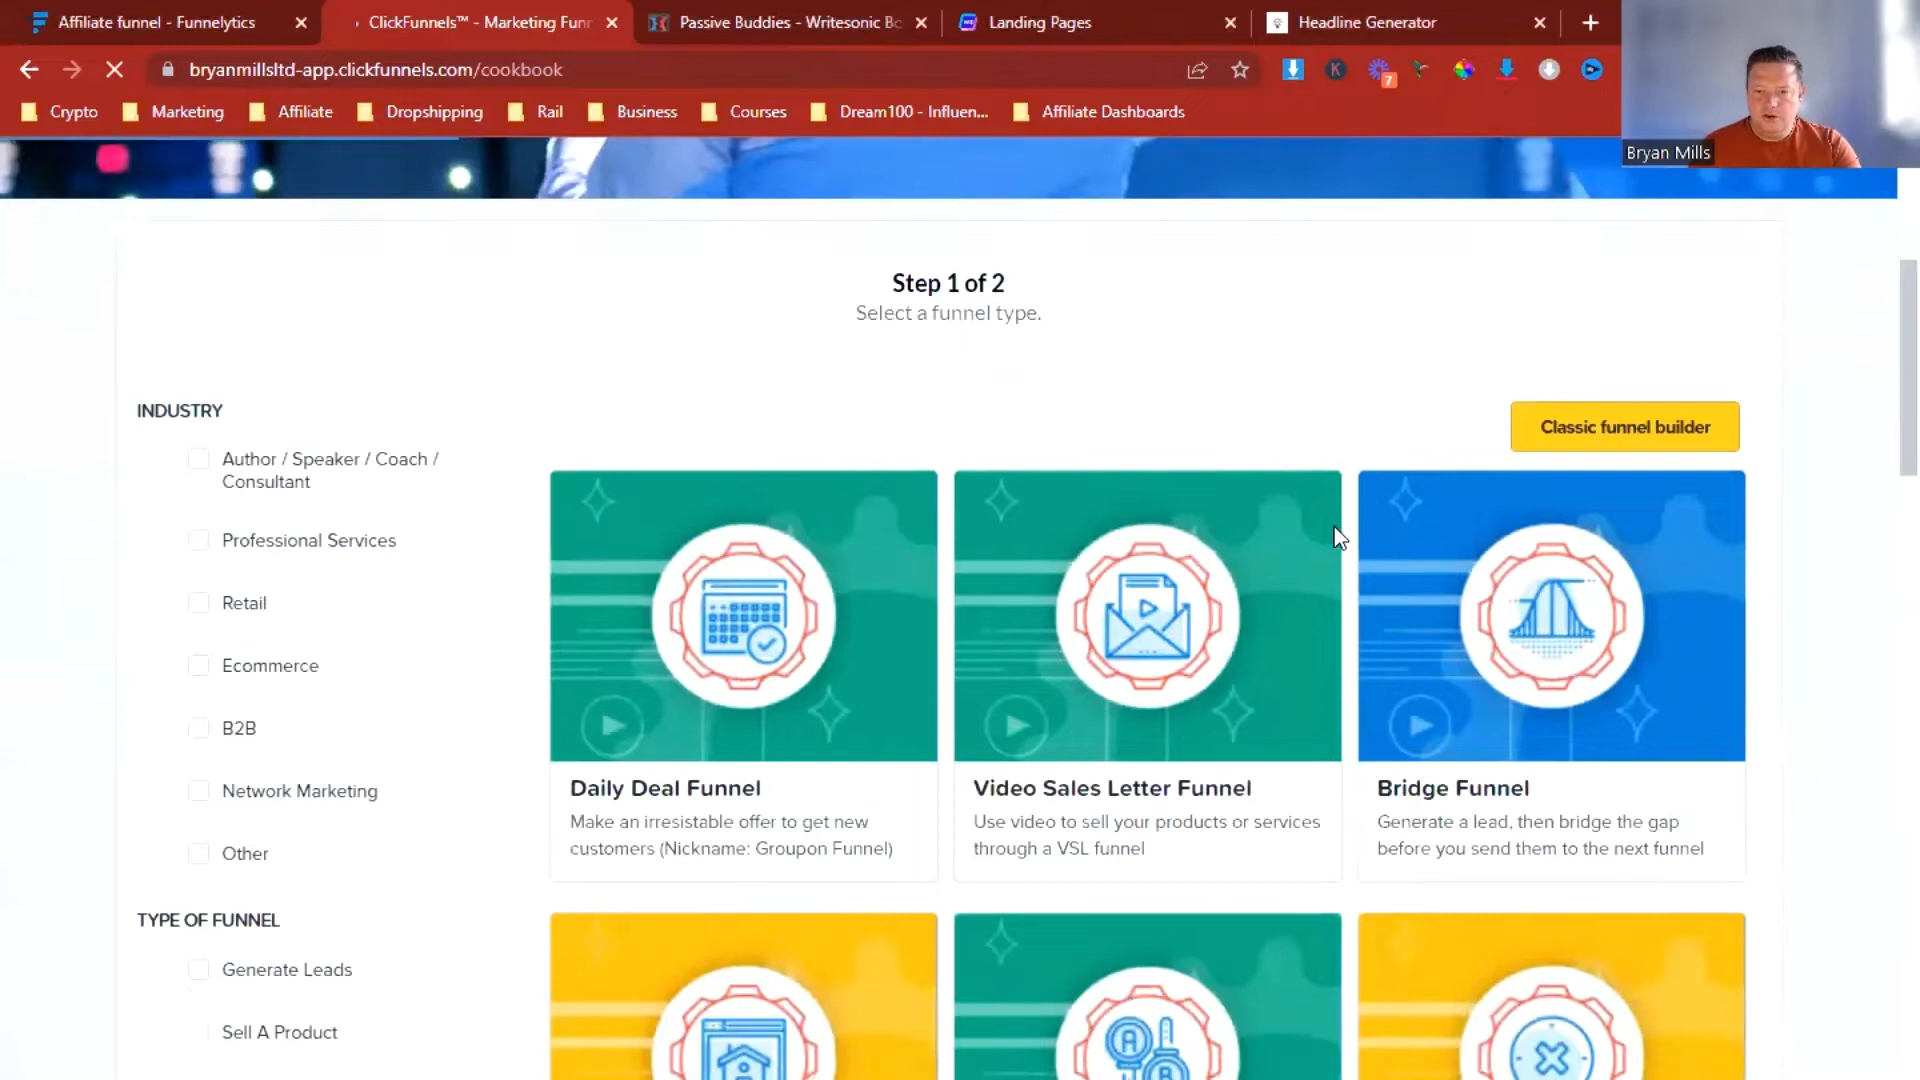 Affiliate funnel - Funnelytics
ClickFunnels™ - Marketing Funn
Passive Buddies - Writesonic Bo
Landing Pages
Headline Generator
bryanmillsltd-app.clickfunnels.com/cookbook
K
7
Crypto
Marketing
Affiliate
Dropshipping
Rail
Business
Courses
Dream100 - Influen...
Affiliate Dashboards
Bryan Mills
Step 1 of 2
Select a funnel type.
INDUSTRY
Classic funnel builder
Author / Speaker / Coach /
Consultant
Professional Services
Retail
Ecommerce
B2B
Network Marketing
Other
Daily Deal Funnel
Make an irresistable offer to get new
customers (Nickname: Groupon Funnel)
Video Sales Letter Funnel
Use video to sell your products or services
through a VSL funnel
Bridge Funnel
Generate a lead, then bridge the gap
before you send them to the next funnel
TYPE OF FUNNEL
Generate Leads
Sell A Product
A
B